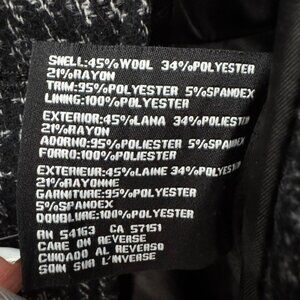 SHELL:45%WOOL 34%POLYESTER
21%RAYON
TRIM:95%POLYESTER 5%SPANDEX
LINING:100%POLYESTER
EXTERIOR:45%LANA 34%POLIESTER
21%RAYON
ADORNO:95%POLIESTER 5%SPANDEX
FORRO:100%POLIESTER
EXTERIEUR:45%LAINE 34%POLYESTER
21%RAYONNE
GARNITURE:95%POLYESTER
5%SPANDEX
DOUBLURE:100%POLYESTER
RN 54163 CA 57151
CARE ON REVERSE
CUIDADO AL REVERSO
SOIN SUR L'INVERSE